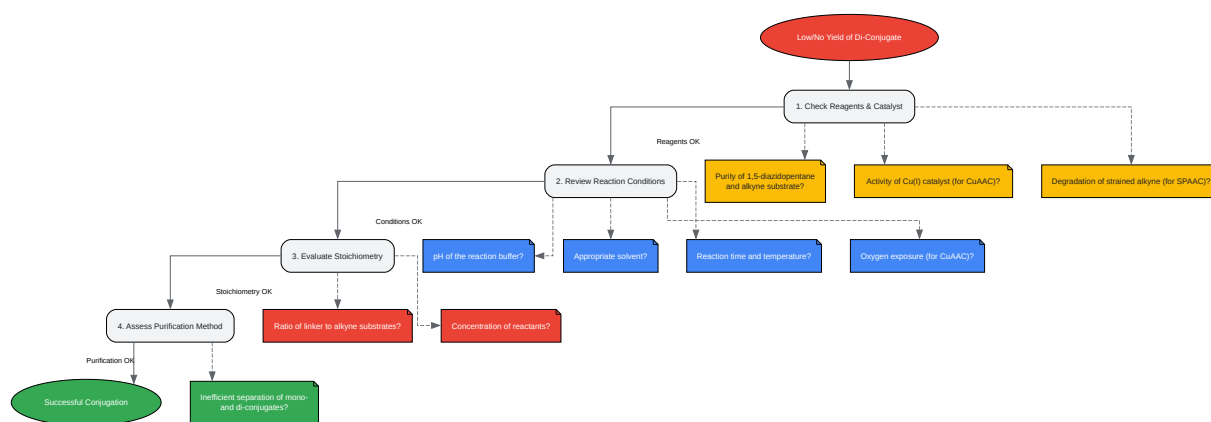 Low/No Yield of Di-Conjugate
1. Check Reagents & Catalyst
Reagents OK
Purity of 1,5-diazidopentane
and alkyne substrate?
Activity of Cu(I) catalyst (for CuAAC)?
Degradation of strained alkyne (for SPAAC)?
2. Review Reaction Conditions
Conditions OK
pH of the reaction buffer?
Appropriate solvent?
Reaction time and temperature?
Oxygen exposure (for CuAAC)?
3. Evaluate Stoichiometry
Stoichiometry OK
Ratio of linker to alkyne substrates?
Concentration of reactants?
4. Assess Purification Method
Purification OK
Successful Conjugation
Inefficient separation of mono-
and di-conjugates?